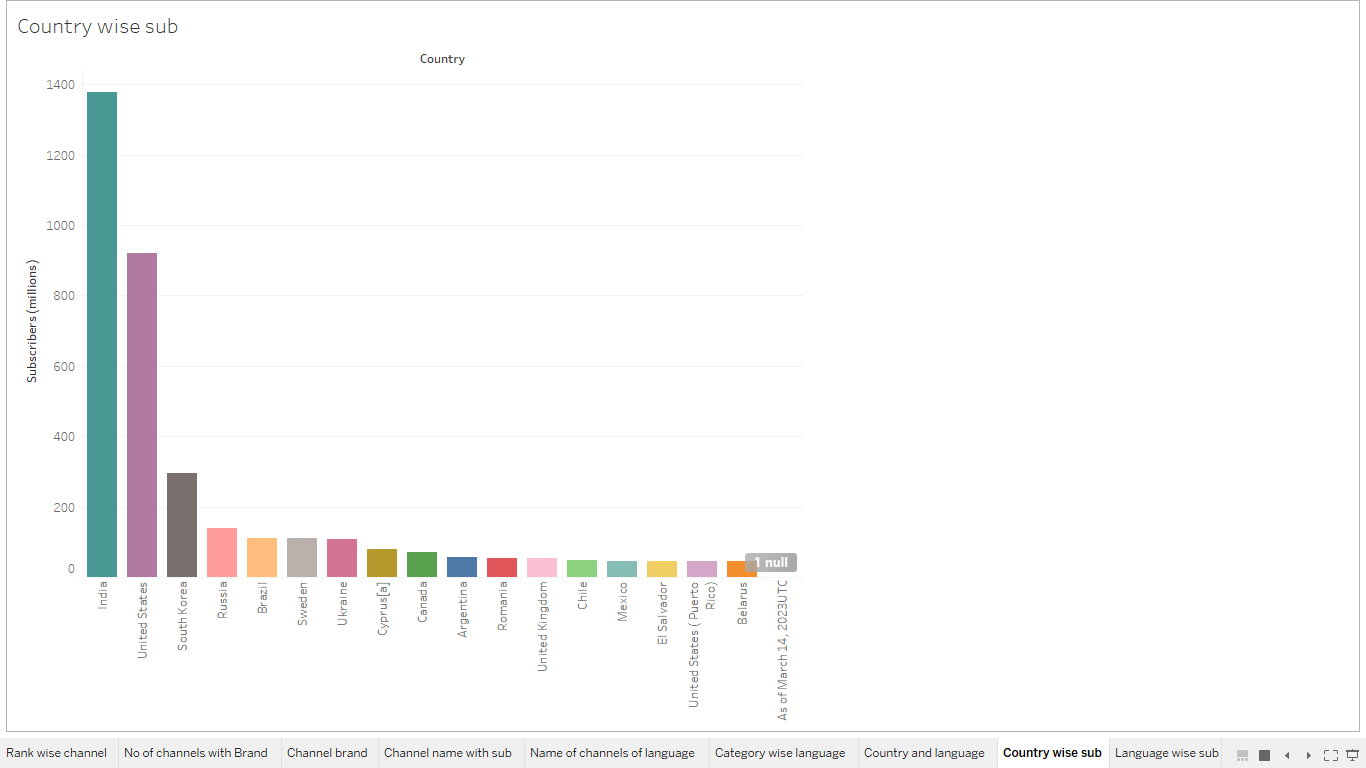 Country wise sub
Country
Subscribers (millions)
1400
1200
1000
800
600
400
200
0
1 null
India
United States
South Korea
Russia
Brazil
Sweden
Ukraine
Cyprus[a]
Canada
Argentina
Romania
United Kingdom
Chile
Mexico
El Salvador
United States ( Puerto
Rico)
Belarus
As of March 14, 2023UTC
Rank wise channel
No of channels with Brand
Channel brand
Channel name with sub
Name of channels of language
Category wise language
Country and language
Country wise sub
Language wise sub